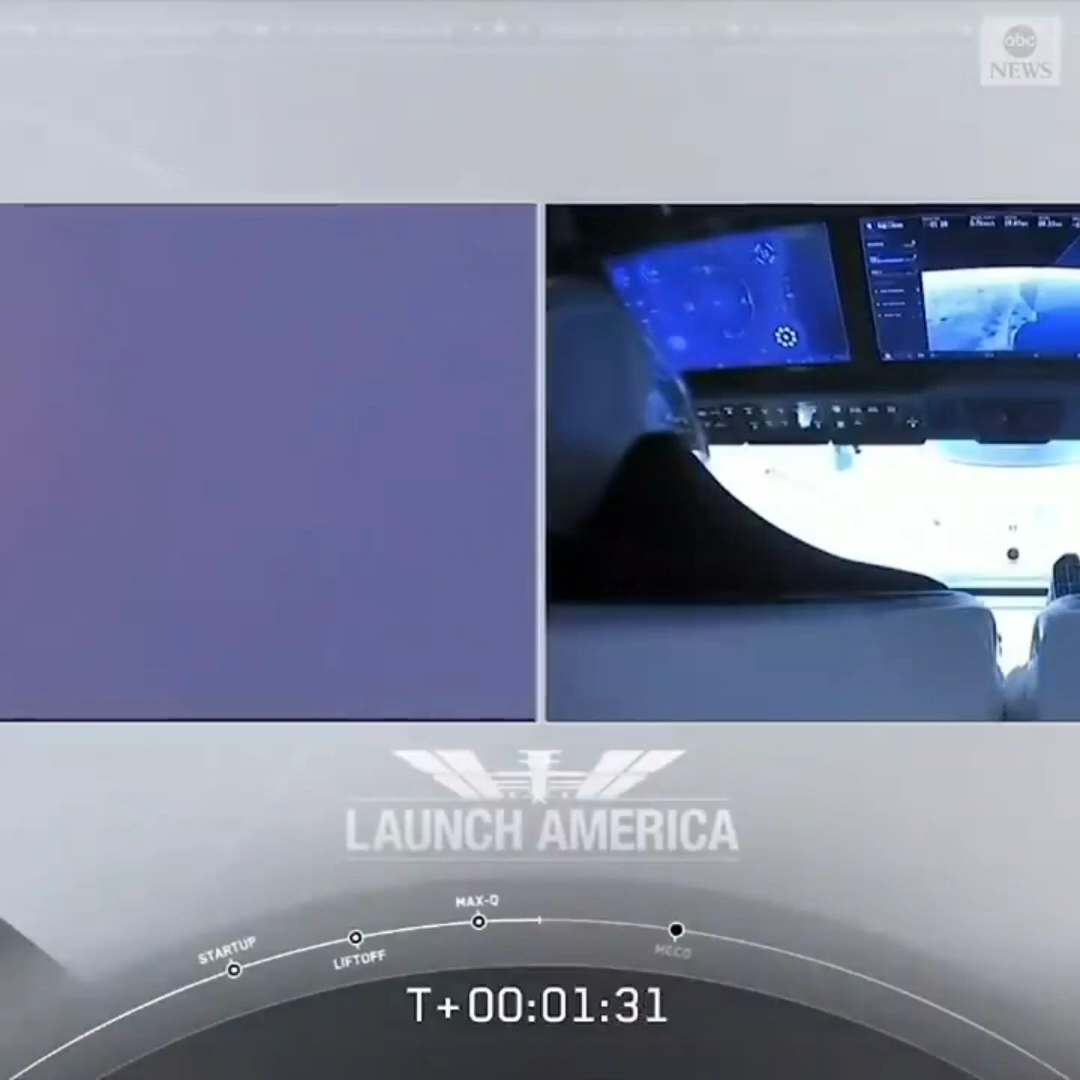 abc
NEWS
LAUNCH AMERICA
MAX-Q
STARTUP
LIFTOFF
MECO
T+00:01:31